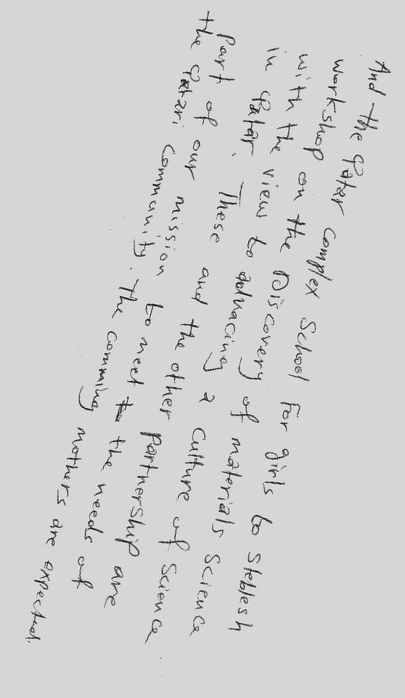 And the Qatar Complex School for girls to steblesh
workshop on the Discovery of materials Science
with the view to advnacing a culture of Science
in Qatar. These and the other partnership are
part of our mission to meet the needs of
the Qatari community. The comming mothers are expected.